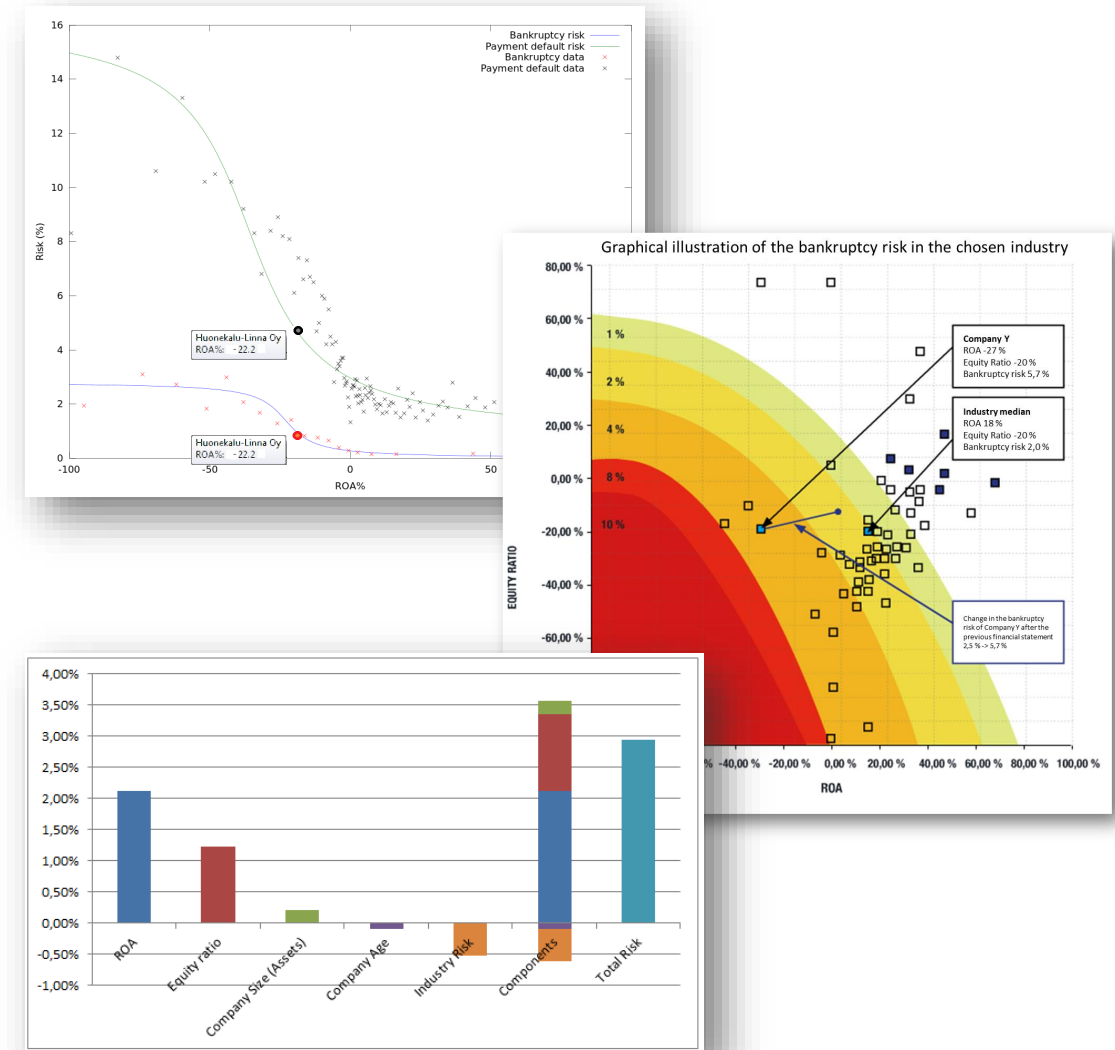 16
14
12
10
8
6
4
2
0
Risk (%)
Bankruptcy risk
Payment default risk
Bankruptcy data
Payment default data
Huonekalu-Linna Oy
ROA%: -22.2
Huonekalu-Linna Oy
ROA%: -22.2
-100
-50
0
50
ROA%
Graphical illustration of the bankruptcy risk in the chosen industry
80,00 %
60,00 %
40,00 %
20,00 %
0,00 %
-20,00 %
-40,00 %
-60,00 %
EQUITY RATIO
1 %
2 %
4 %
8 %
10 %
Company Y
ROA -27 %
Equity Ratio -20 %
Bankruptcy risk 5,7 %
Industry median
ROA 18 %
Equity Ratio -20 %
Bankruptcy risk 2,0 %
Change in the bankruptcy
risk of Company Y after the
previous financial statement
2,5 % -> 5,7 %
% -40,00 % -20,00 % 0,00 % 20,00 % 40,00 % 60,00 % 80,00 % 100,00 %
ROA
4,00%
3,50%
3,00%
2,50%
2,00%
1,50%
1,00%
0,50%
0,00%
-0,50%
-1,00%
ROA
Equity ratio
Company Size (Assets)
Company Age
Industry Risk
Components
Total Risk